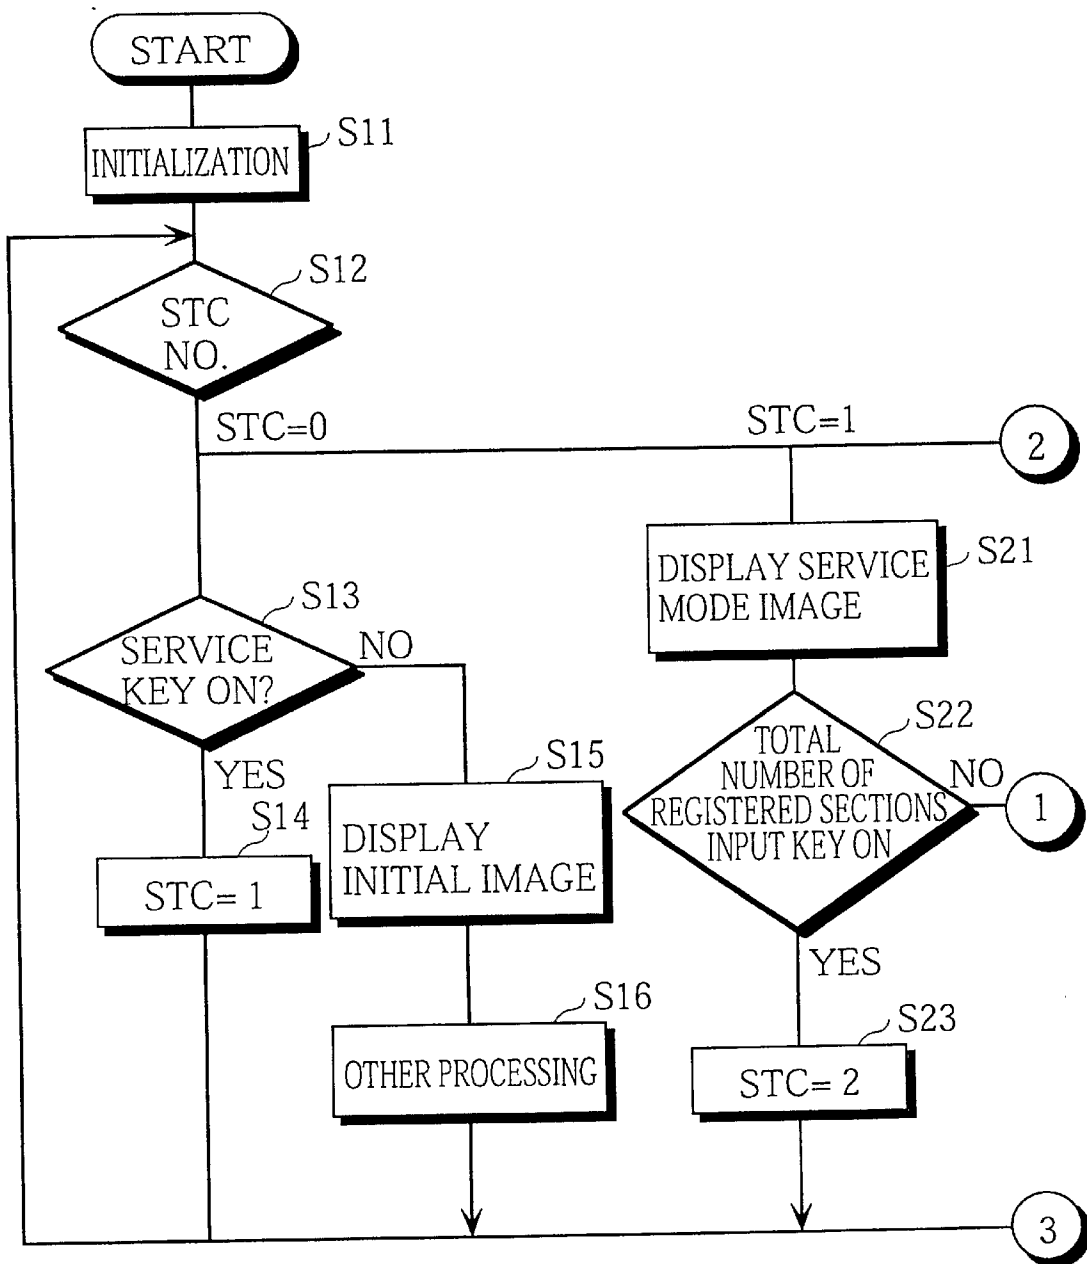 START
S11
INITIALIZATION
S12
STC
NO.
STC=0
STC=1
2
S13
SERVICE
KEY ON?
NO
YES
S14
STC= 1
S15
DISPLAY
INITIAL IMAGE
S16
OTHER PROCESSING
S21
DISPLAY SERVICE
MODE IMAGE
S22
TOTAL
NUMBER OF
REGISTERED SECTIONS
INPUT KEY ON
NO
1
YES
S23
STC= 2
3